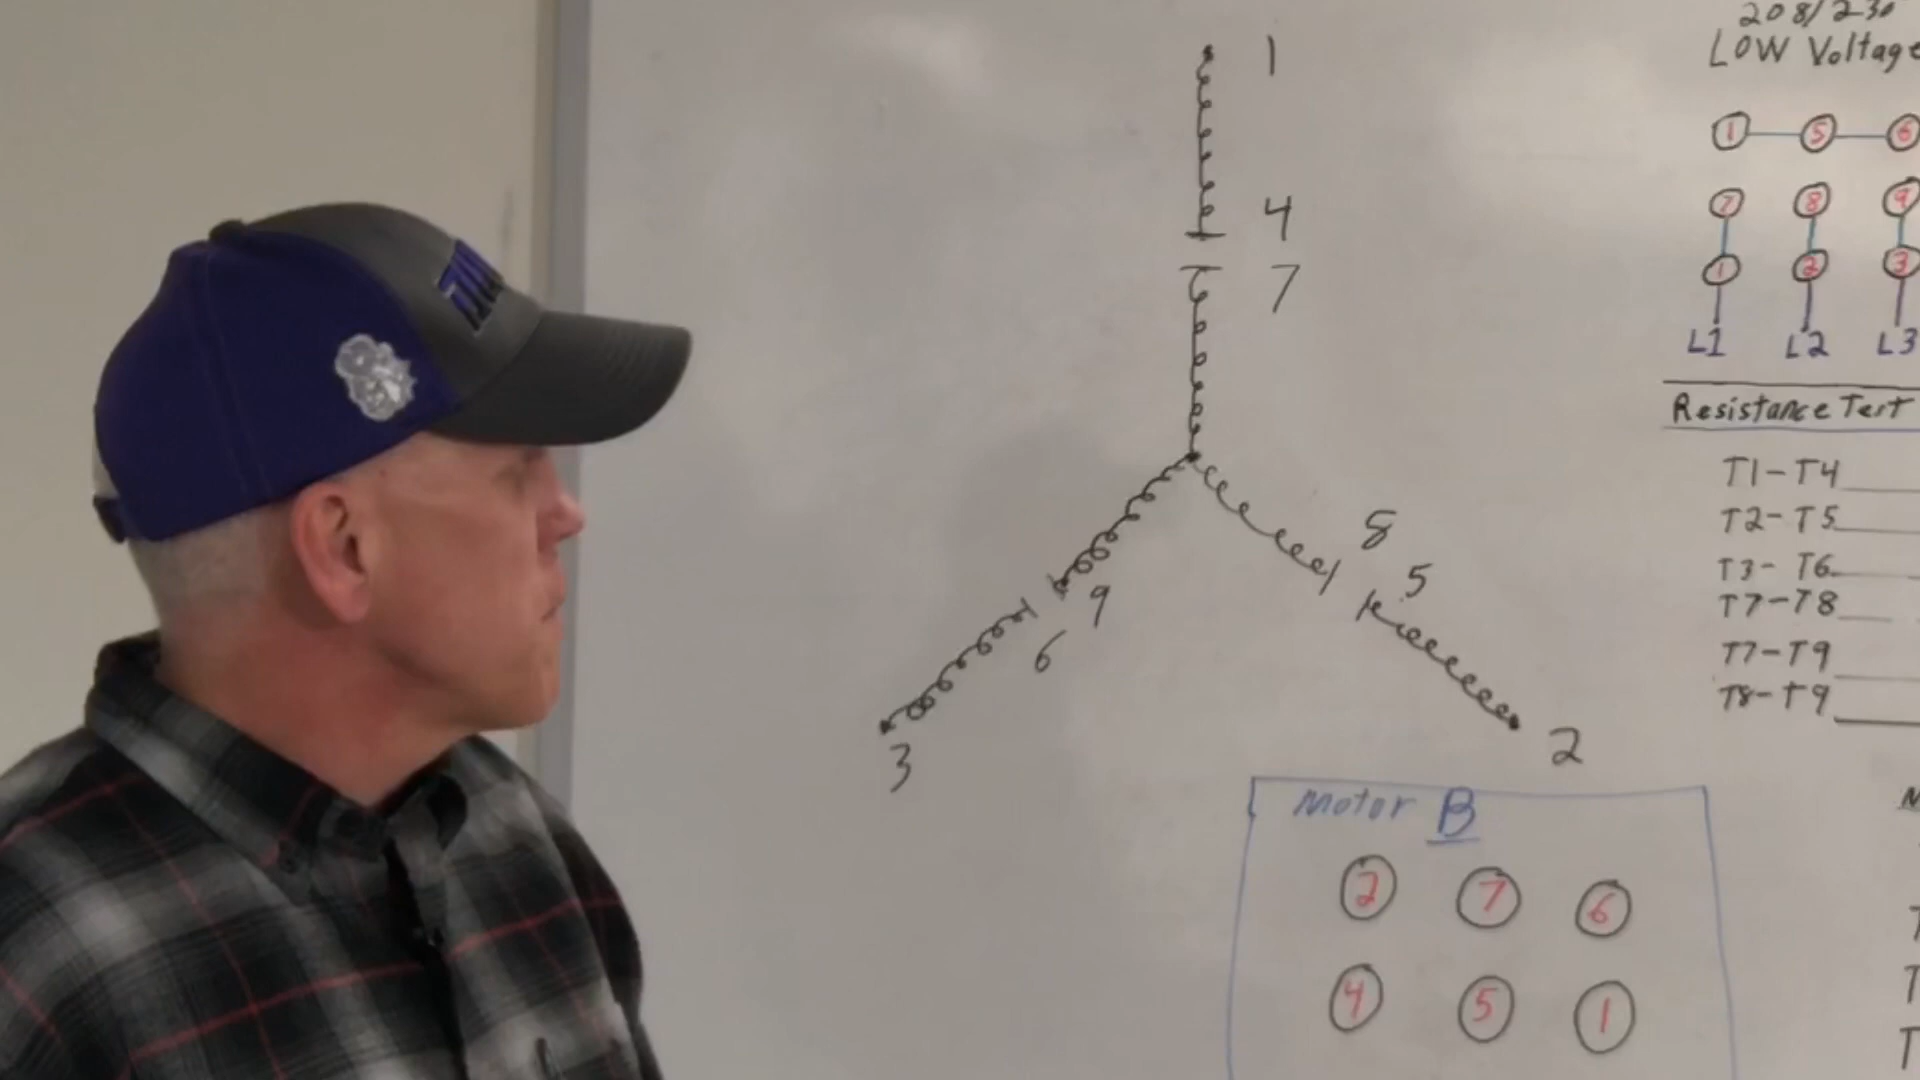 1
4
7
8
5
9
6
3
2
208/230
LOW Voltage
1 5 6
7 8 9
1 2 3
L1 L2 L3
Resistance Test
T1-T4
T2-T5
T3-T6
T7-T8
T7-T9
T8-T9
Motor B
2 7 6
4 5 1